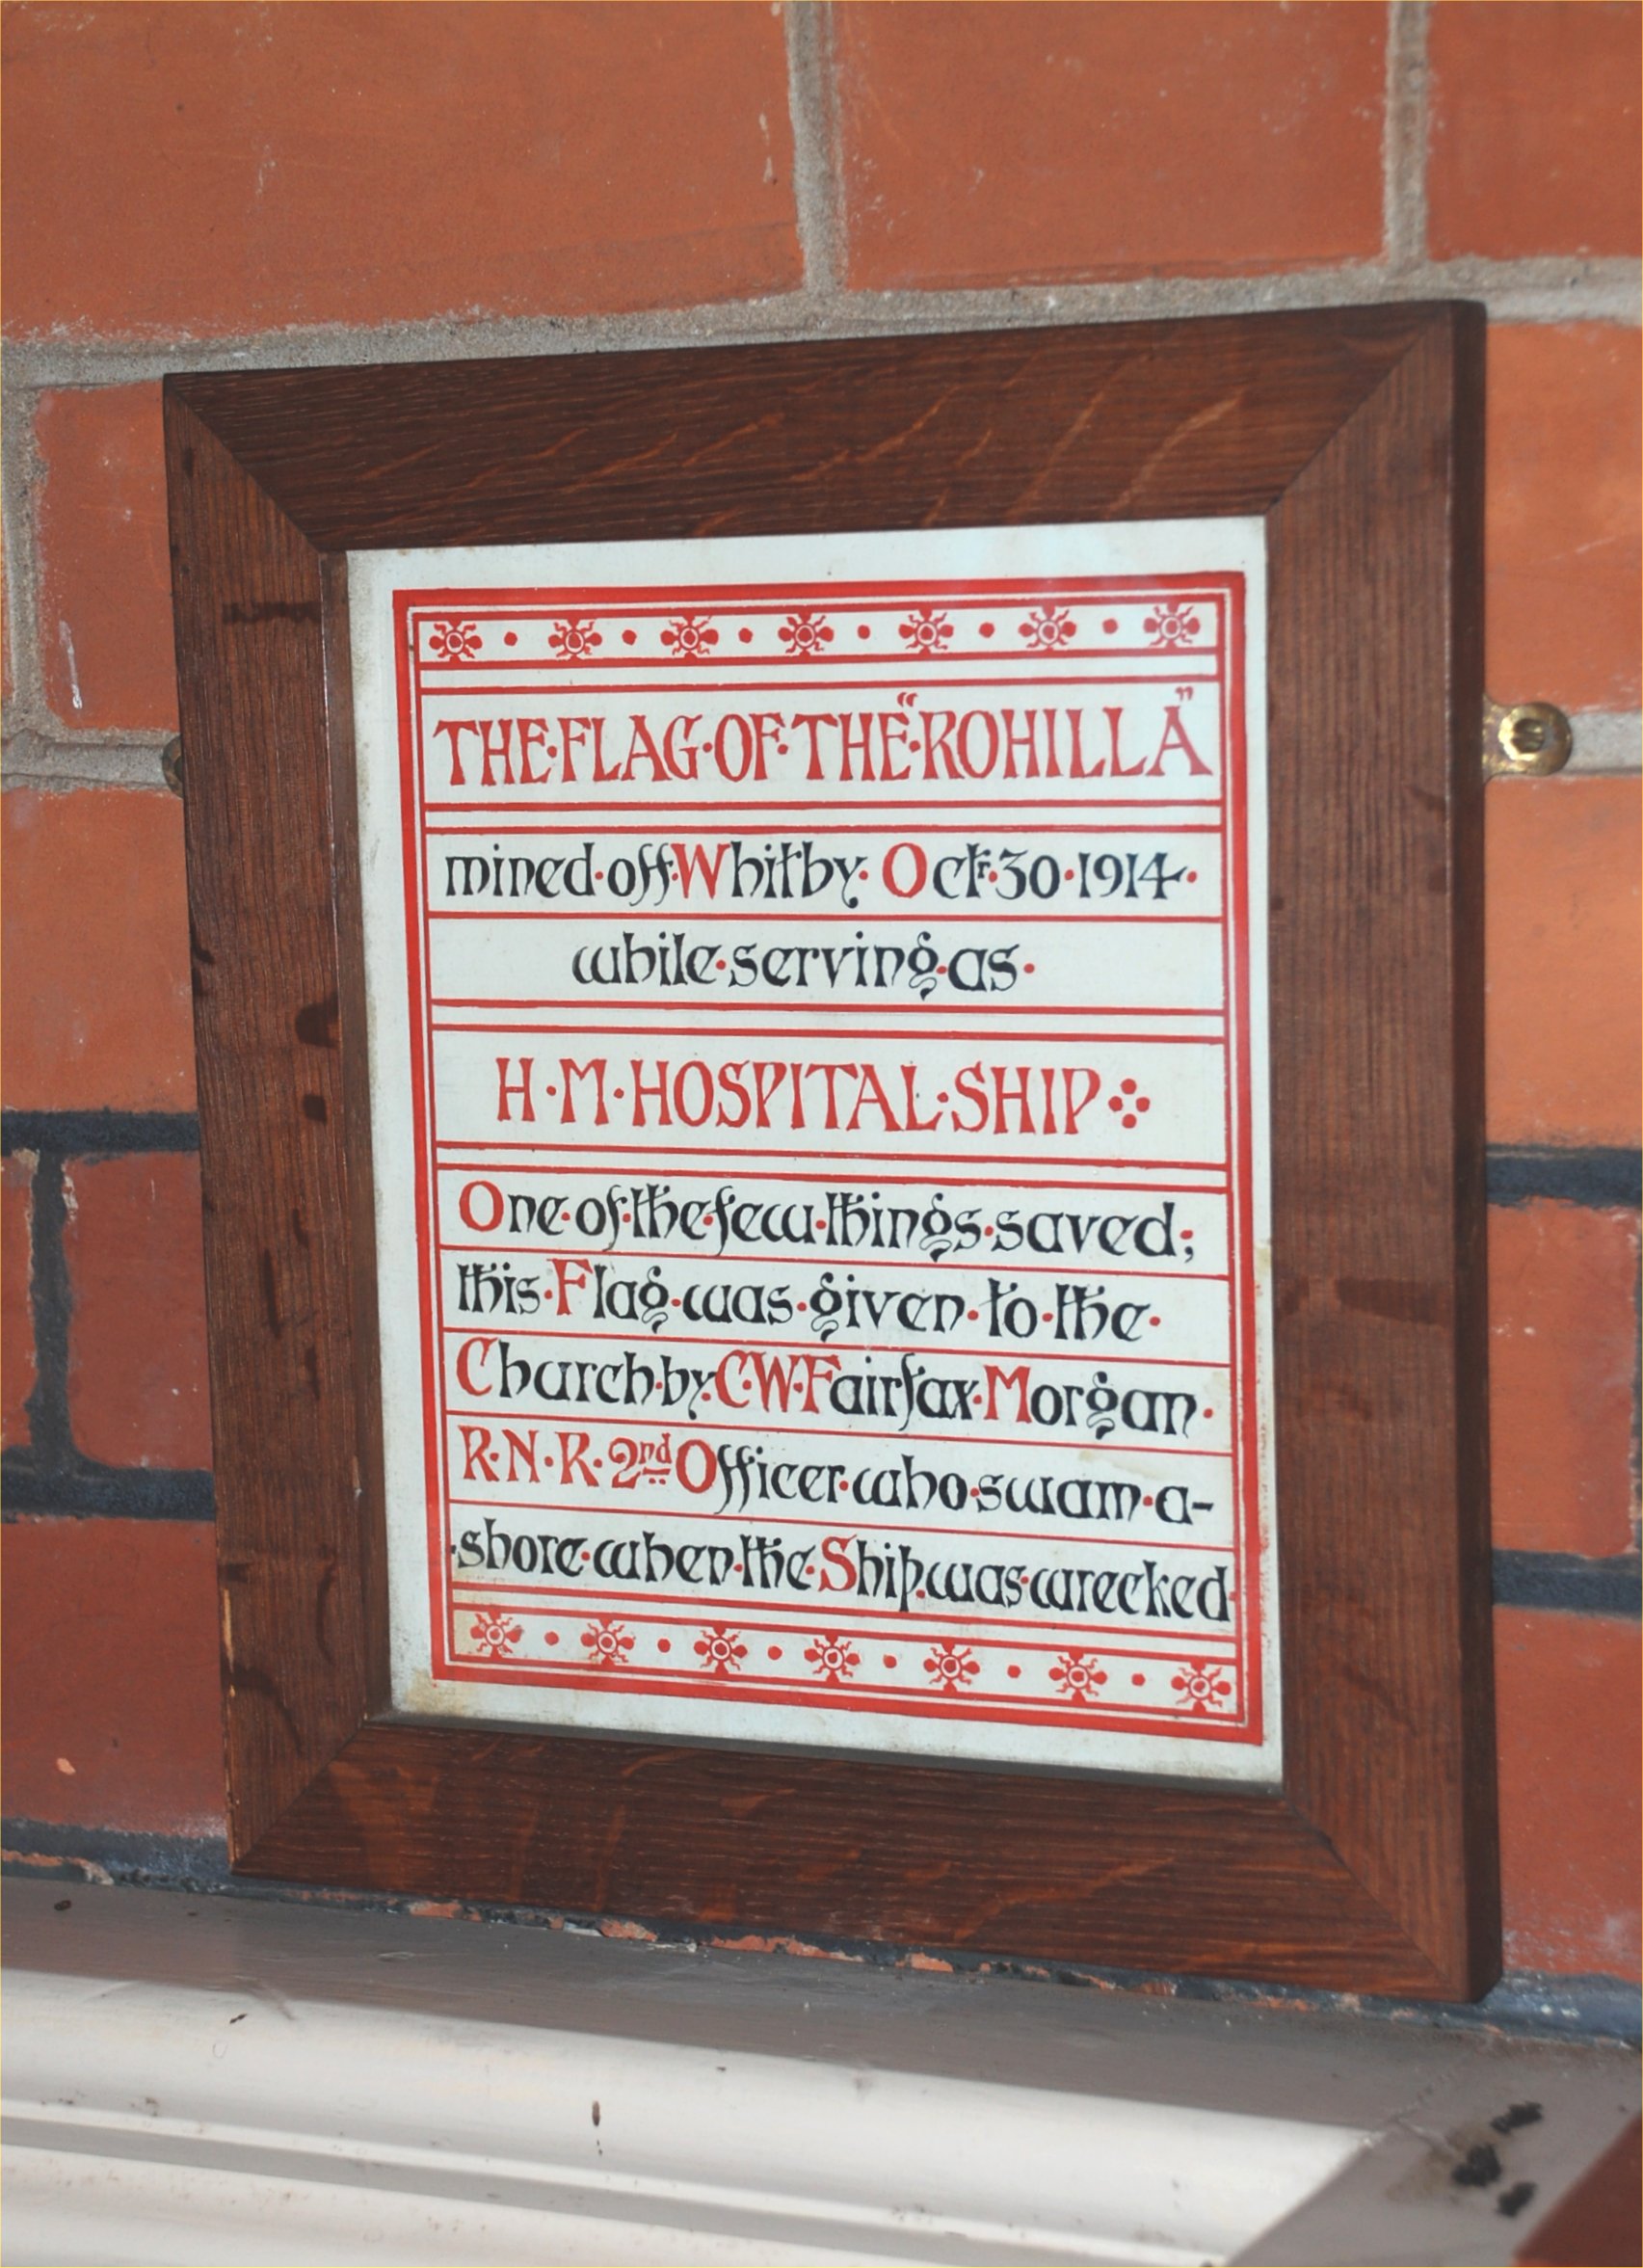 THE·FLAG·OF·THE·"ROHILLA"
mined·off·Whitby·Octr·30·1914·
while·serving·as·
H·M·HOSPITAL·SHIP
One·of·the·few·things·saved;
this·Flag·was·given·to·the·
Church·by·C·W·Fairfax·Morgan·
R·N·R·2nd Officer·who·swam·a-
·shore·when·the·Ship·was·wrecked·